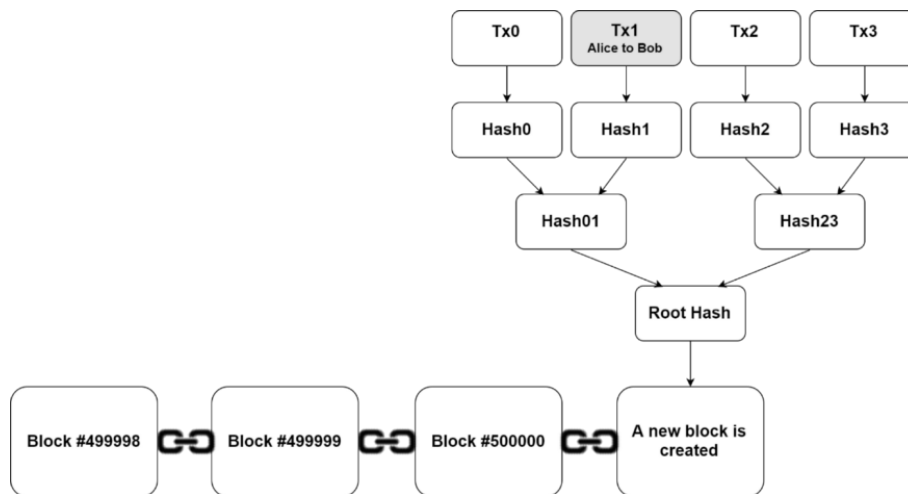 Tx0
Tx1
Alice to Bob
Tx2
Tx3
Hash0
Hash1
Hash2
Hash3
Hash01
Hash23
Root Hash
Block #499998
Block #499999
Block #500000
A new block is
created